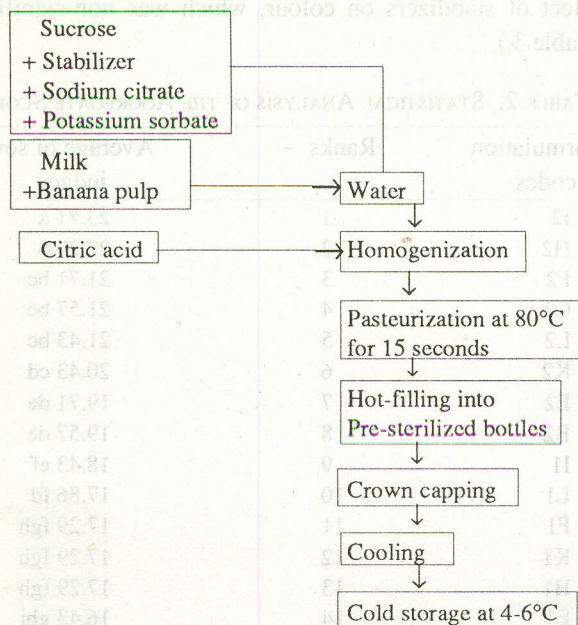 Sucrose
+ Stabilizer
+ Sodium citrate
+ Potassium sorbate
Milk
+Banana pulp
Water
Citric acid
Homogenization
Pasteurization at 80°C
for 15 seconds
Hot-filling into
Pre-sterilized bottles
Crown capping
Cooling
Cold storage at 4-6°C